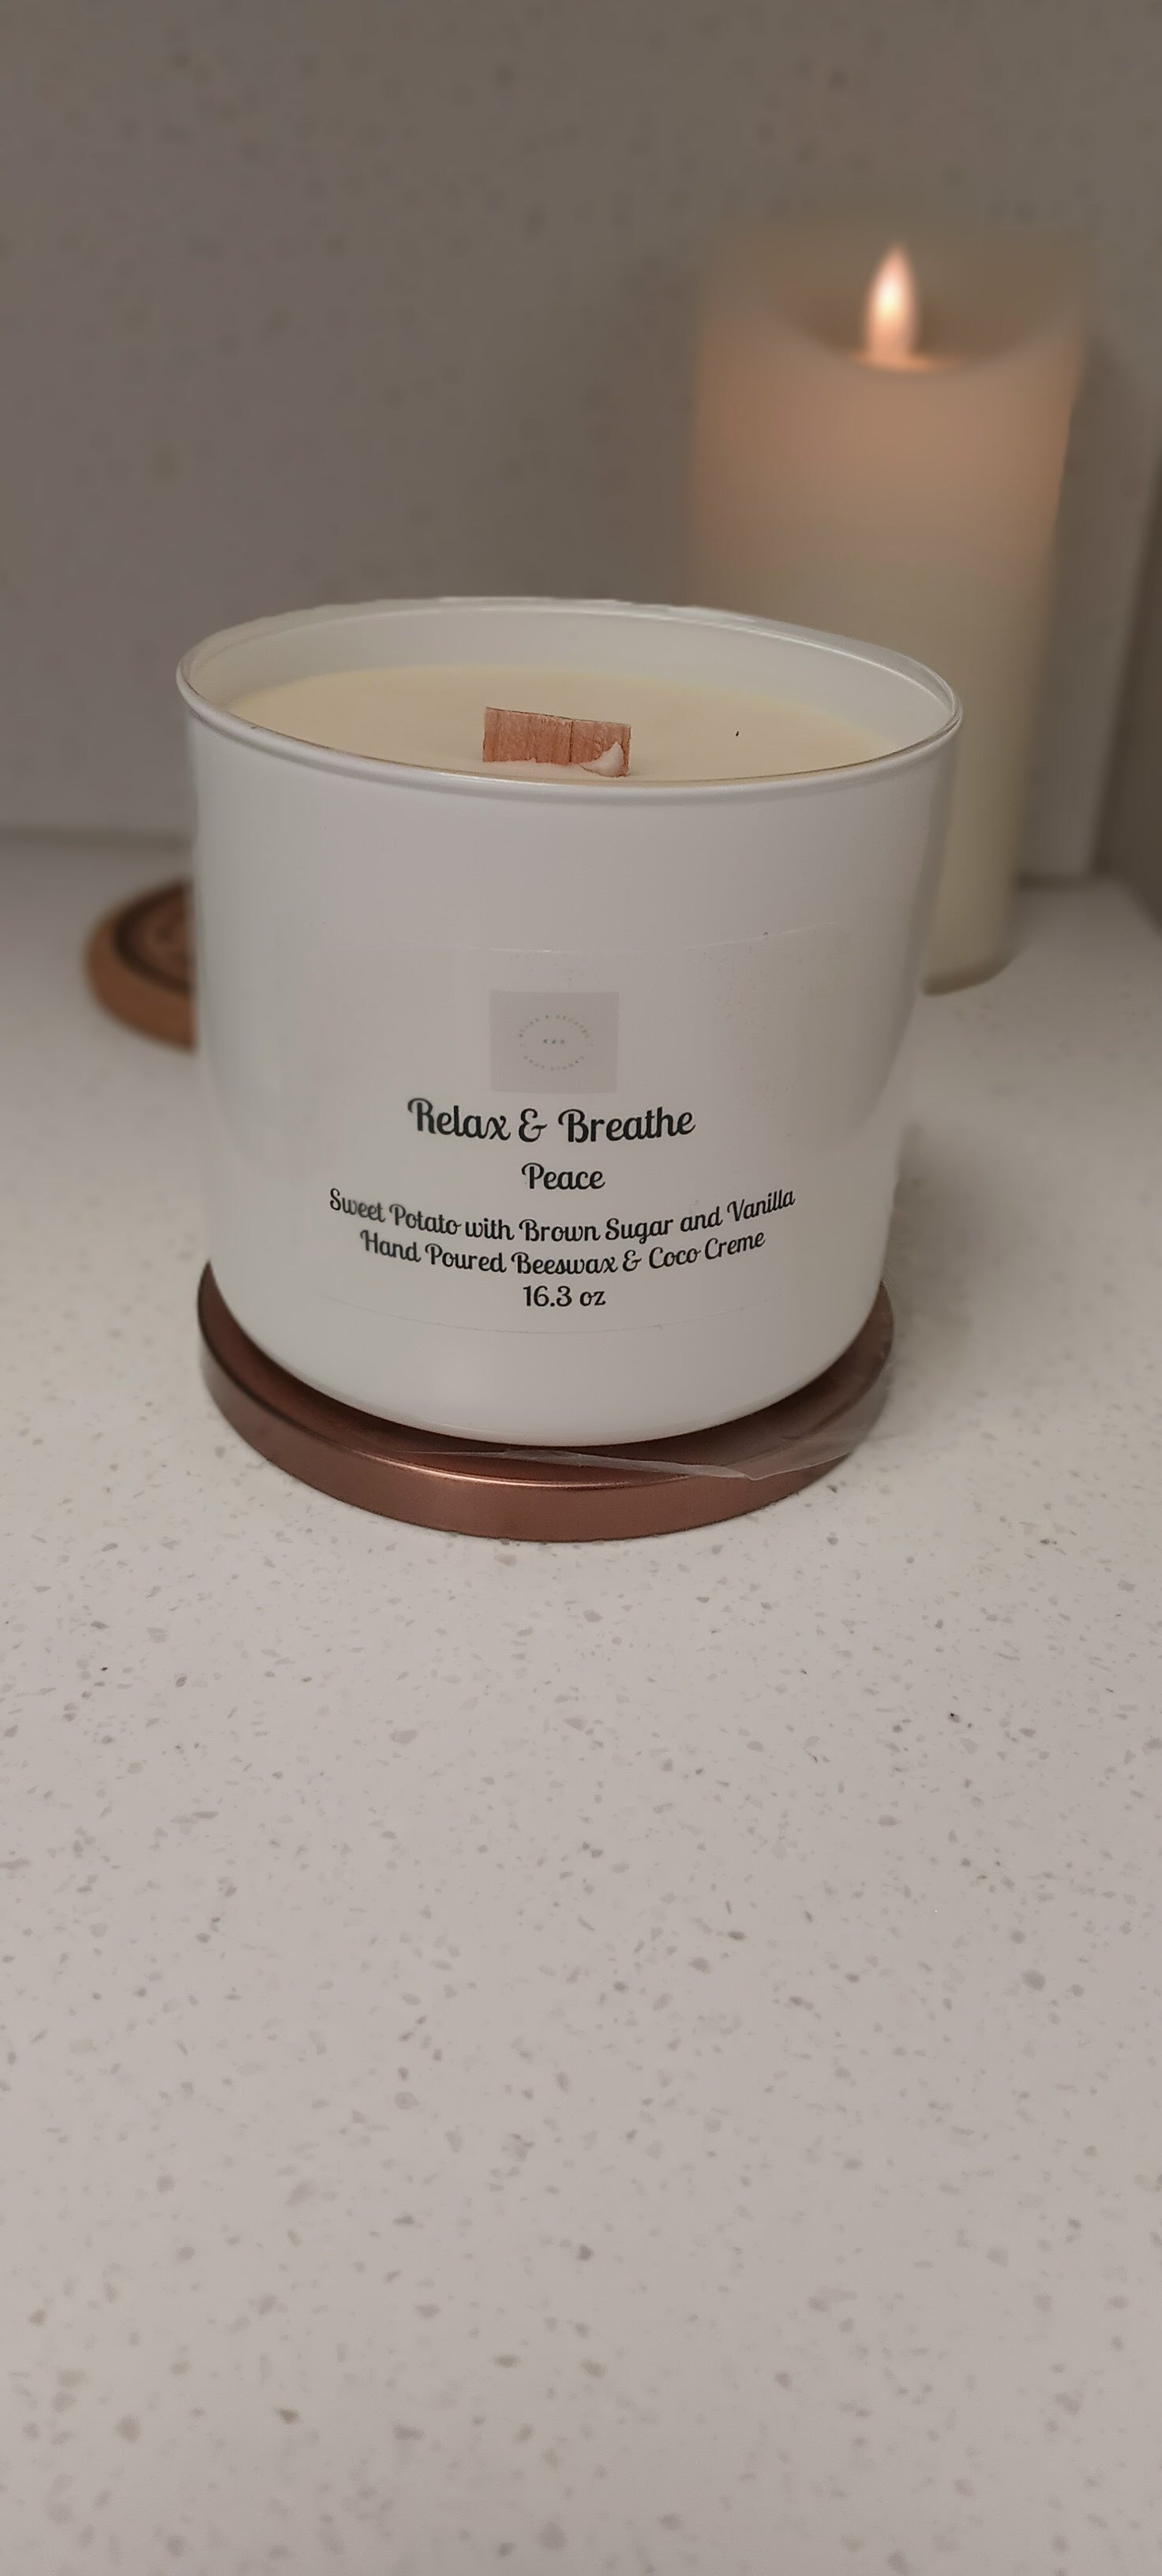 Relax & Breathe
Peace
Sweet Potato with Brown Sugar and Vanilla
Hand Poured Beeswax & Coco Creme
16.3 oz